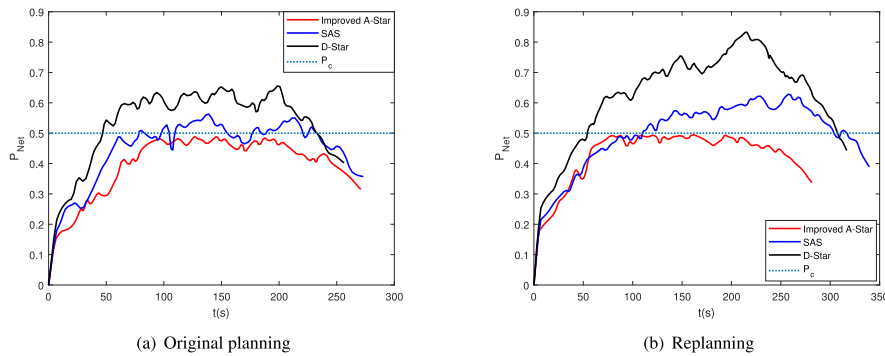 0.9
0.8
0.7
0.6
0.5
0.4
0.3
0.2
0.1
0
P_Net
0 50 100 150 200 250 300
t(s)
Improved A-Star
SAS
D-Star
P_c
(a) Original planning
0.9
0.8
0.7
0.6
0.5
0.4
0.3
0.2
0.1
0
P_Net
0 50 100 150 200 250 300 350
t(s)
Improved A-Star
SAS
D-Star
P_c
(b) Replanning